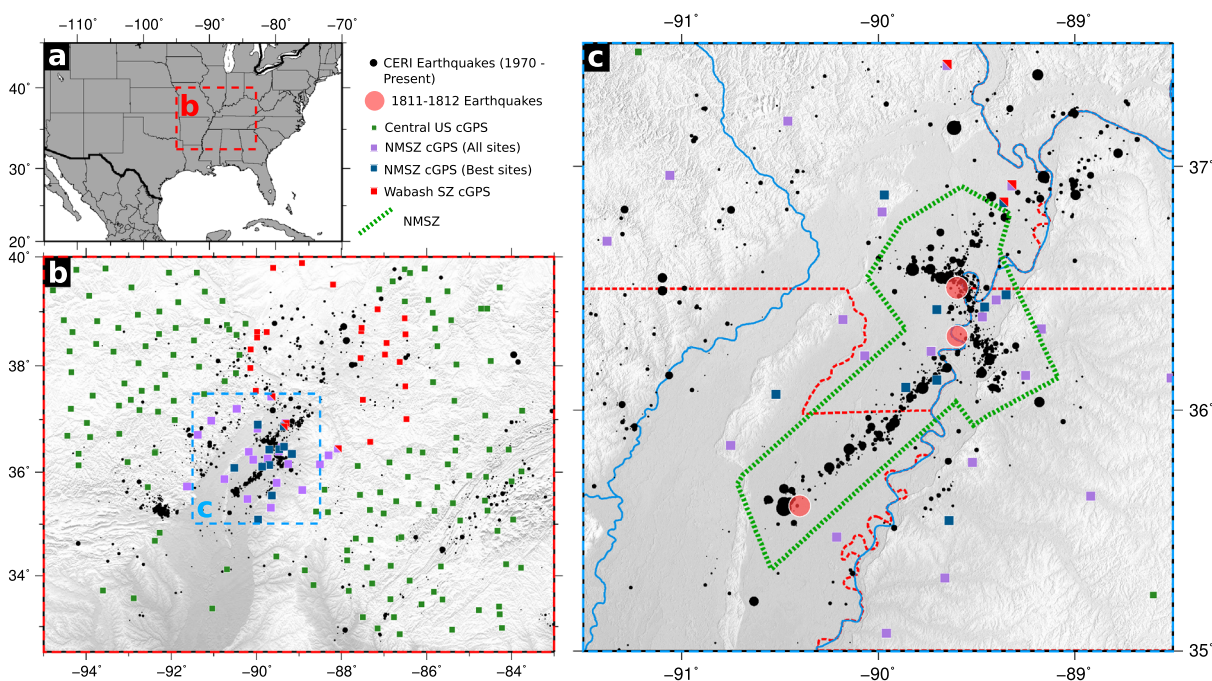 −110˚ −100˚ −90˚ −80˚ −70˚
a
40˚
30˚
20˚
b
CERI Earthquakes (1970 -
Present)
1811-1812 Earthquakes
Central US cGPS
NMSZ cGPS (All sites)
NMSZ cGPS (Best sites)
Wabash SZ cGPS
NMSZ
b
40˚
38˚
36˚
34˚
c
−94 −92 −90 −88 −86 −84
−91˚ −90˚ −89˚
c
37˚
36˚
35˚
−91˚ −90˚ −89˚